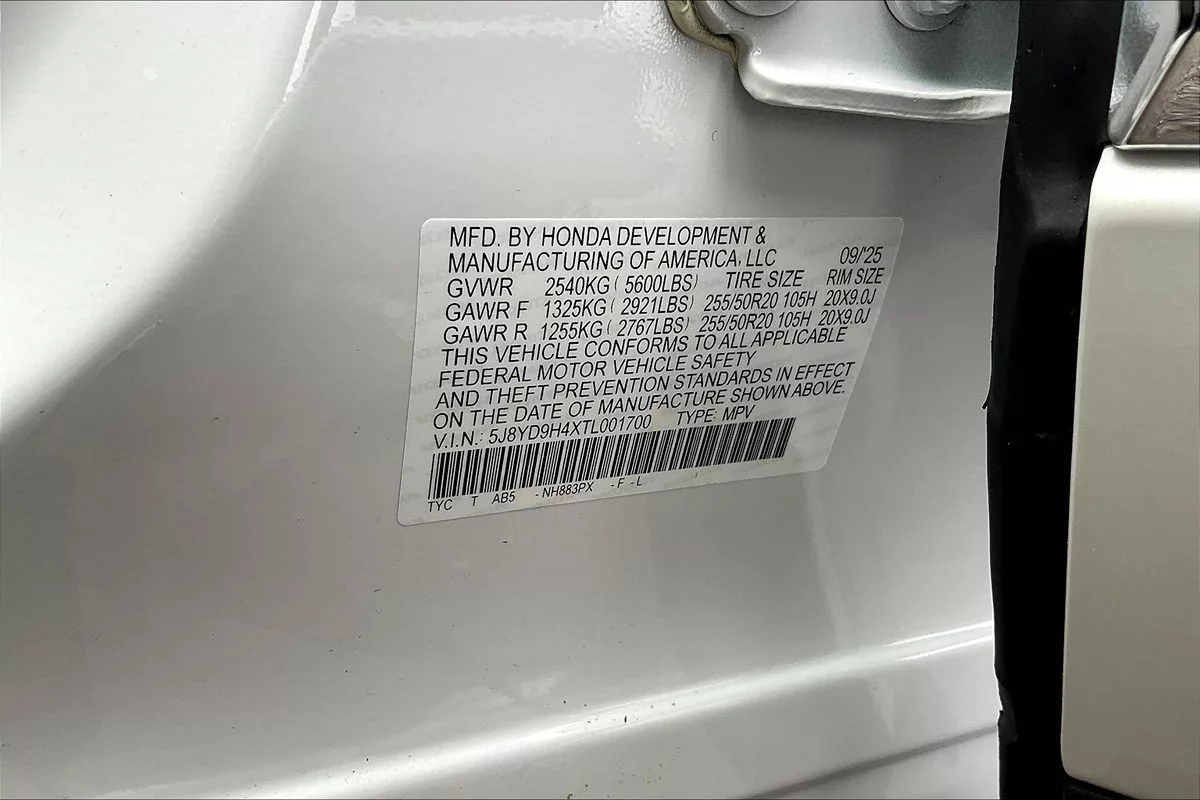 MFD. BY HONDA DEVELOPMENT &
MANUFACTURING OF AMERICA, LLC 09/'25
GVWR 2540KG ( 5600LBS) TIRE SIZE RIM SIZE
GAWR F 1325KG ( 2921LBS) 255/50R20 105H 20X9.0J
GAWR R 1255KG ( 2767LBS) 255/50R20 105H 20X9.0J
THIS VEHICLE CONFORMS TO ALL APPLICABLE
FEDERAL MOTOR VEHICLE SAFETY
AND THEFT PREVENTION STANDARDS IN EFFECT
ON THE DATE OF MANUFACTURE SHOWN ABOVE.
V.I.N.: 5J8YD9H4XTL001700 TYPE: MPV
TYC T AB5 - NH883PX - F - L